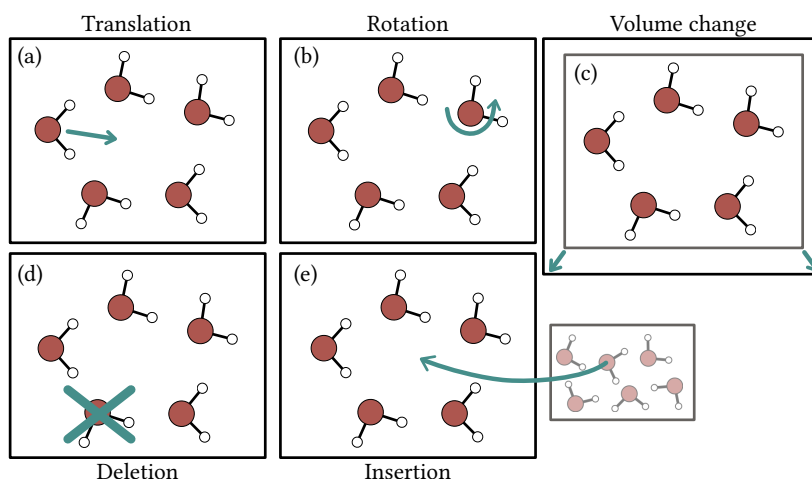 Translation
Rotation
Volume change
(a)
(b)
(c)
(d)
(e)
Deletion
Insertion